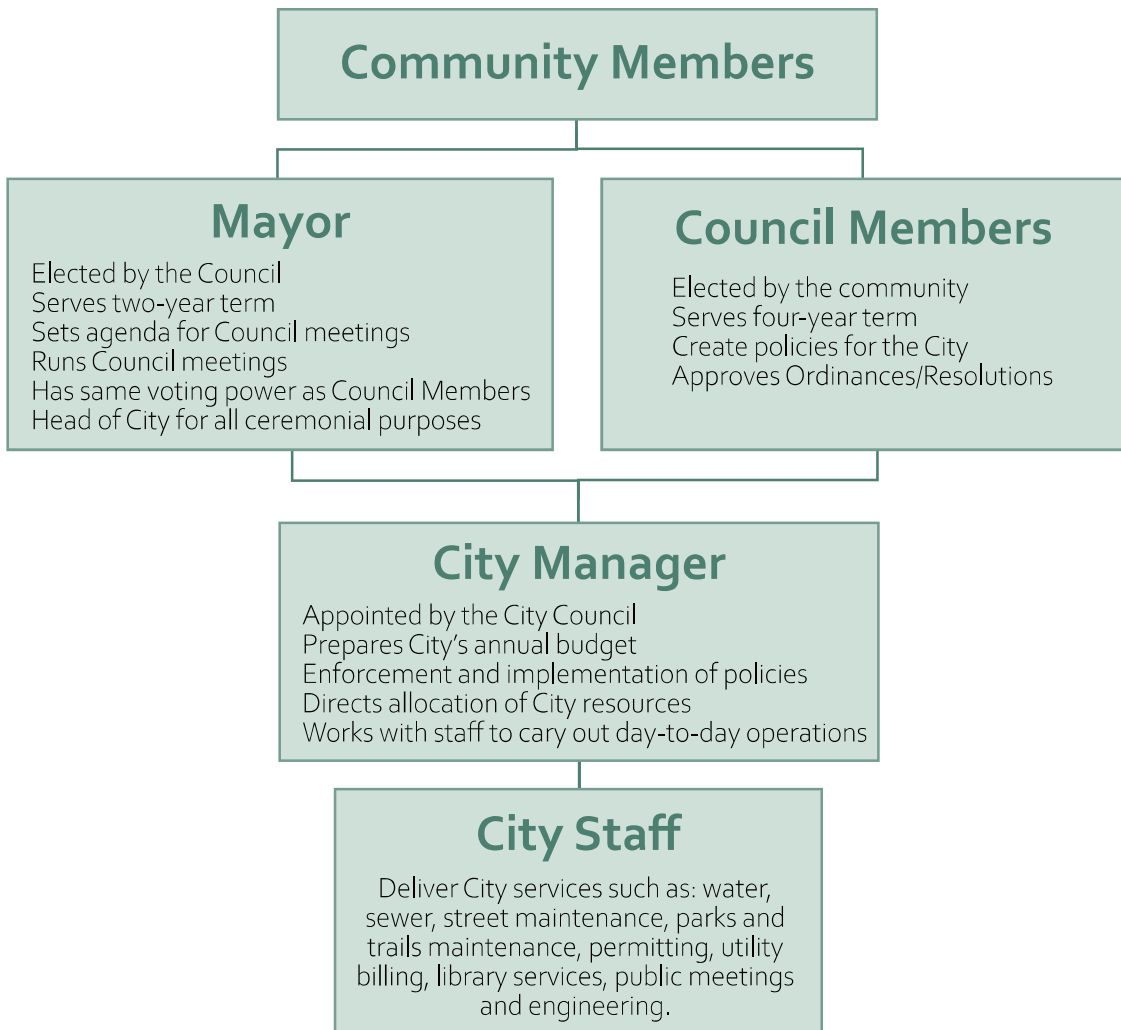 Community Members
Mayor
Elected by the Council
Serves two-year term
Sets agenda for Council meetings
Runs Council meetings
Has same voting power as Council Members
Head of City for all ceremonial purposes
Council Members
Elected by the community
Serves four-year term
Create policies for the City
Approves Ordinances/Resolutions
City Manager
Appointed by the City Council
Prepares City’s annual budget
Enforcement and implementation of policies
Directs allocation of City resources
Works with staff to cary out day-to-day operations
City Staff
Deliver City services such as: water,
sewer, street maintenance, parks and
trails maintenance, permitting, utility
billing, library services, public meetings
and engineering.